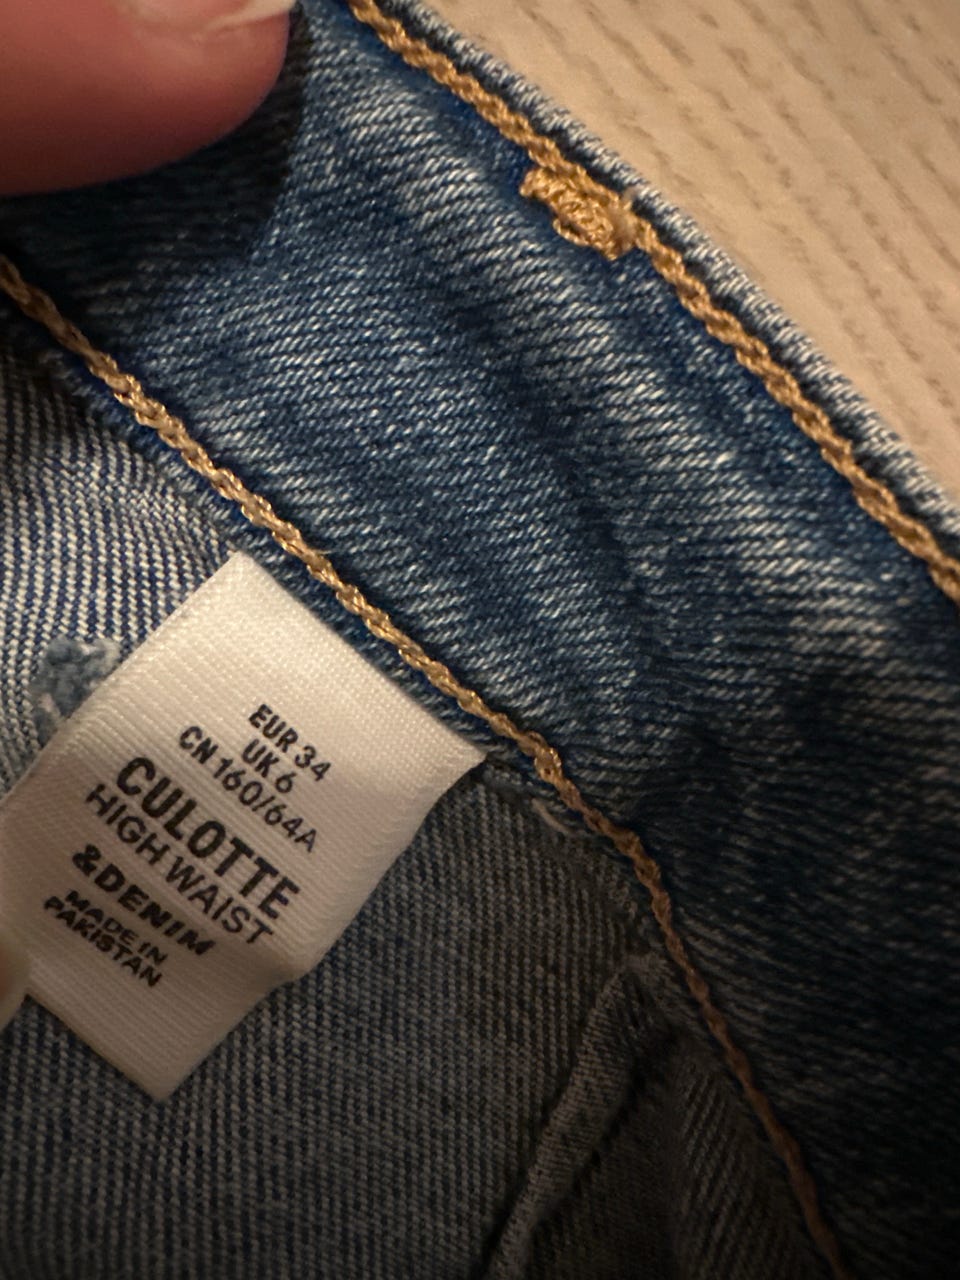 EUR 34
UK 6
CN 160/64A
CULOTTE
HIGH WAIST
&DENIM
MADE IN
PAKISTAN